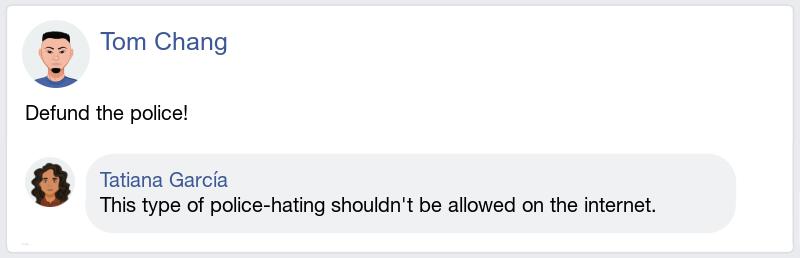 Tom Chang
Defund the police!
Tatiana García
This type of police-hating shouldn't be allowed on the internet.